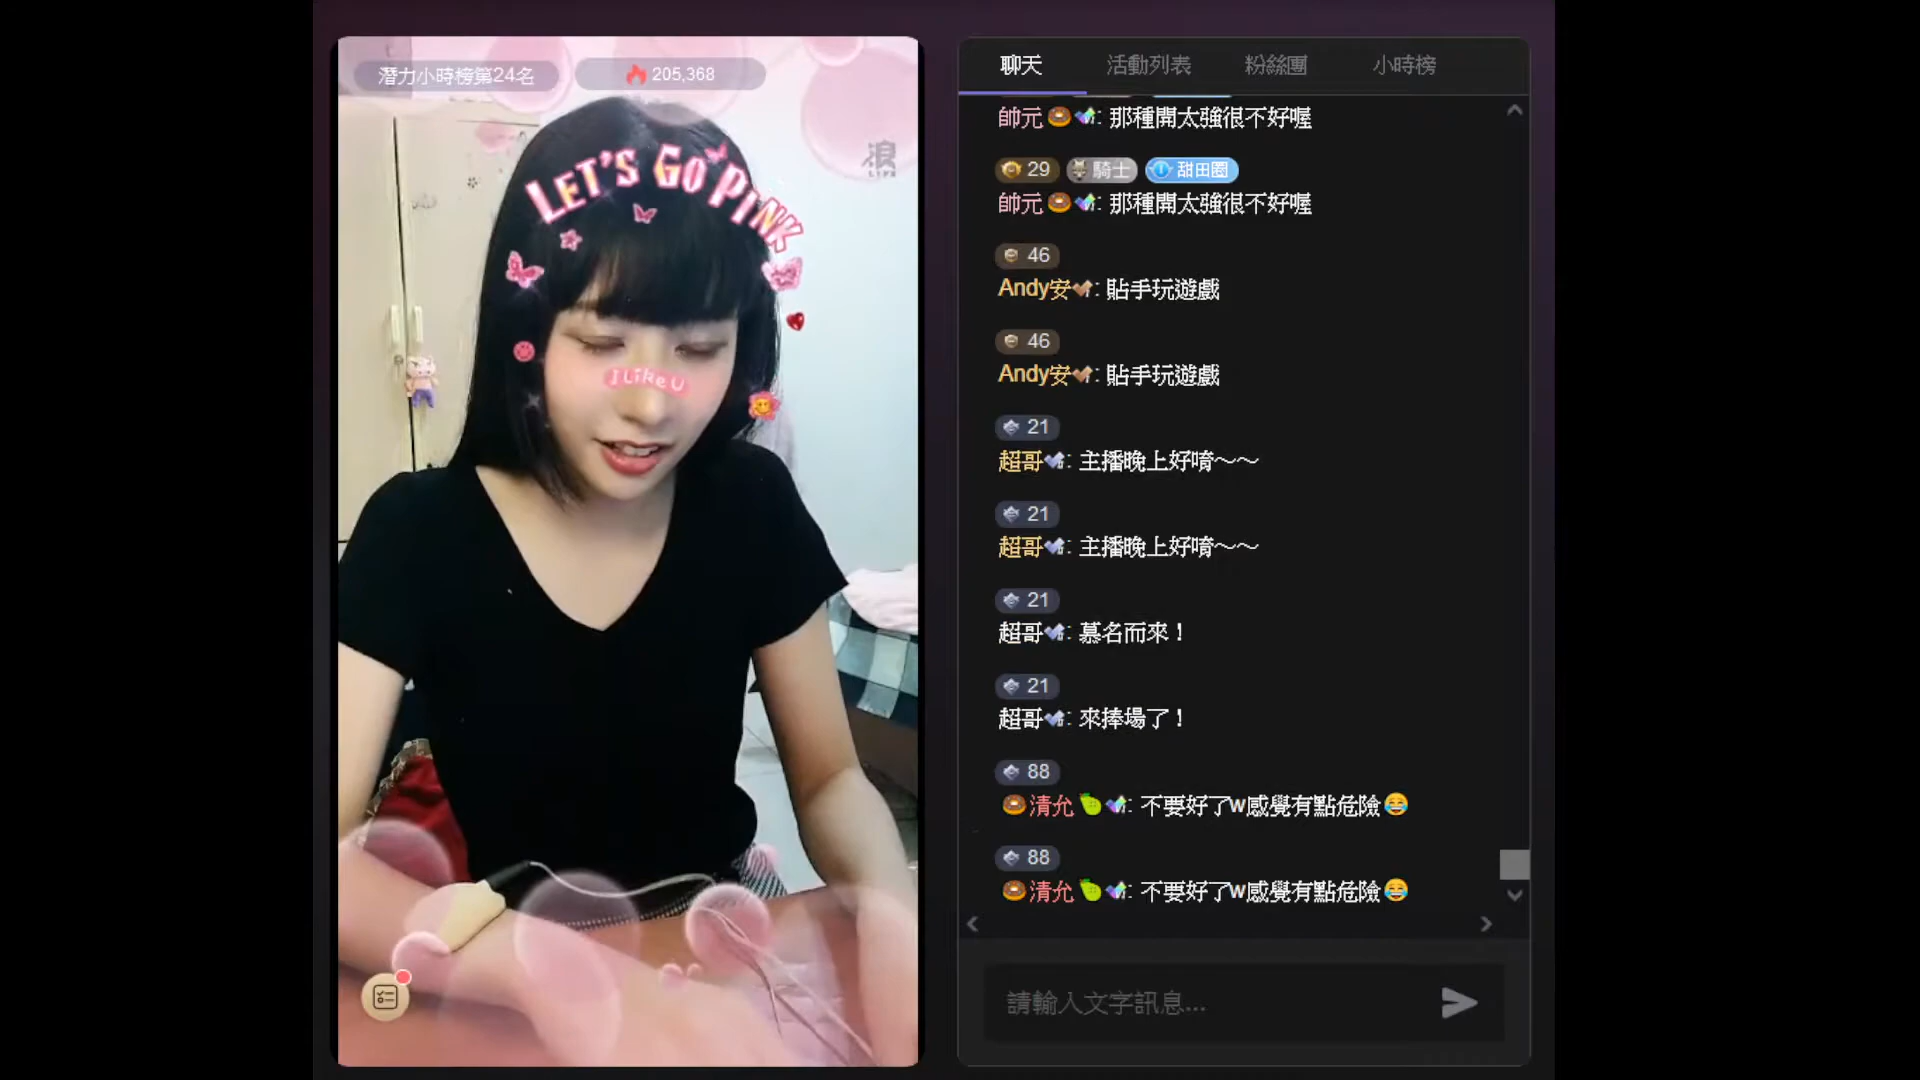 潛力小時榜第24名
205,368
浪
LIVE
LET'S GO PINK
I Like U
聊天 活動列表 粉絲團 小時榜
帥元: 那種開太強很不好喔
29 騎士 甜田圈
帥元: 那種開太強很不好喔
46
Andy安: 貼手玩遊戲
46
Andy安: 貼手玩遊戲
21
超哥: 主播晚上好唷～～
21
超哥: 主播晚上好唷～～
21
超哥: 慕名而來！
21
超哥: 來捧場了！
88
清允: 不要好了w感覺有點危險
88
清允: 不要好了w感覺有點危險
請輸入文字訊息...